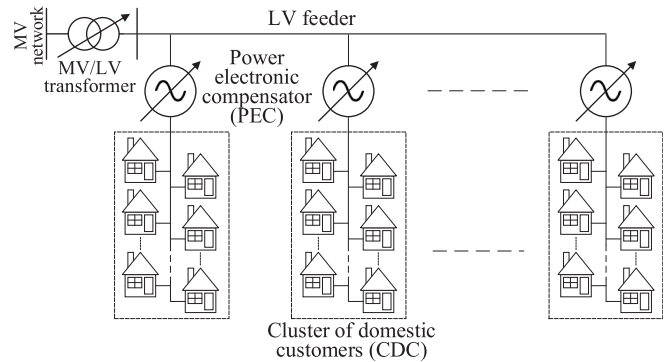 MV
network
LV feeder
MV/LV
transformer
Power
electronic
compensator
(PEC)
Cluster of domestic
customers (CDC)